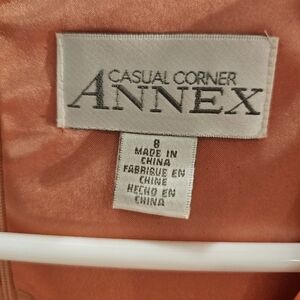 CASUAL CORNER
ANNEX
8
MADE IN
CHINA
FABRIQUE EN
CHINE
HECHO EN
CHINA